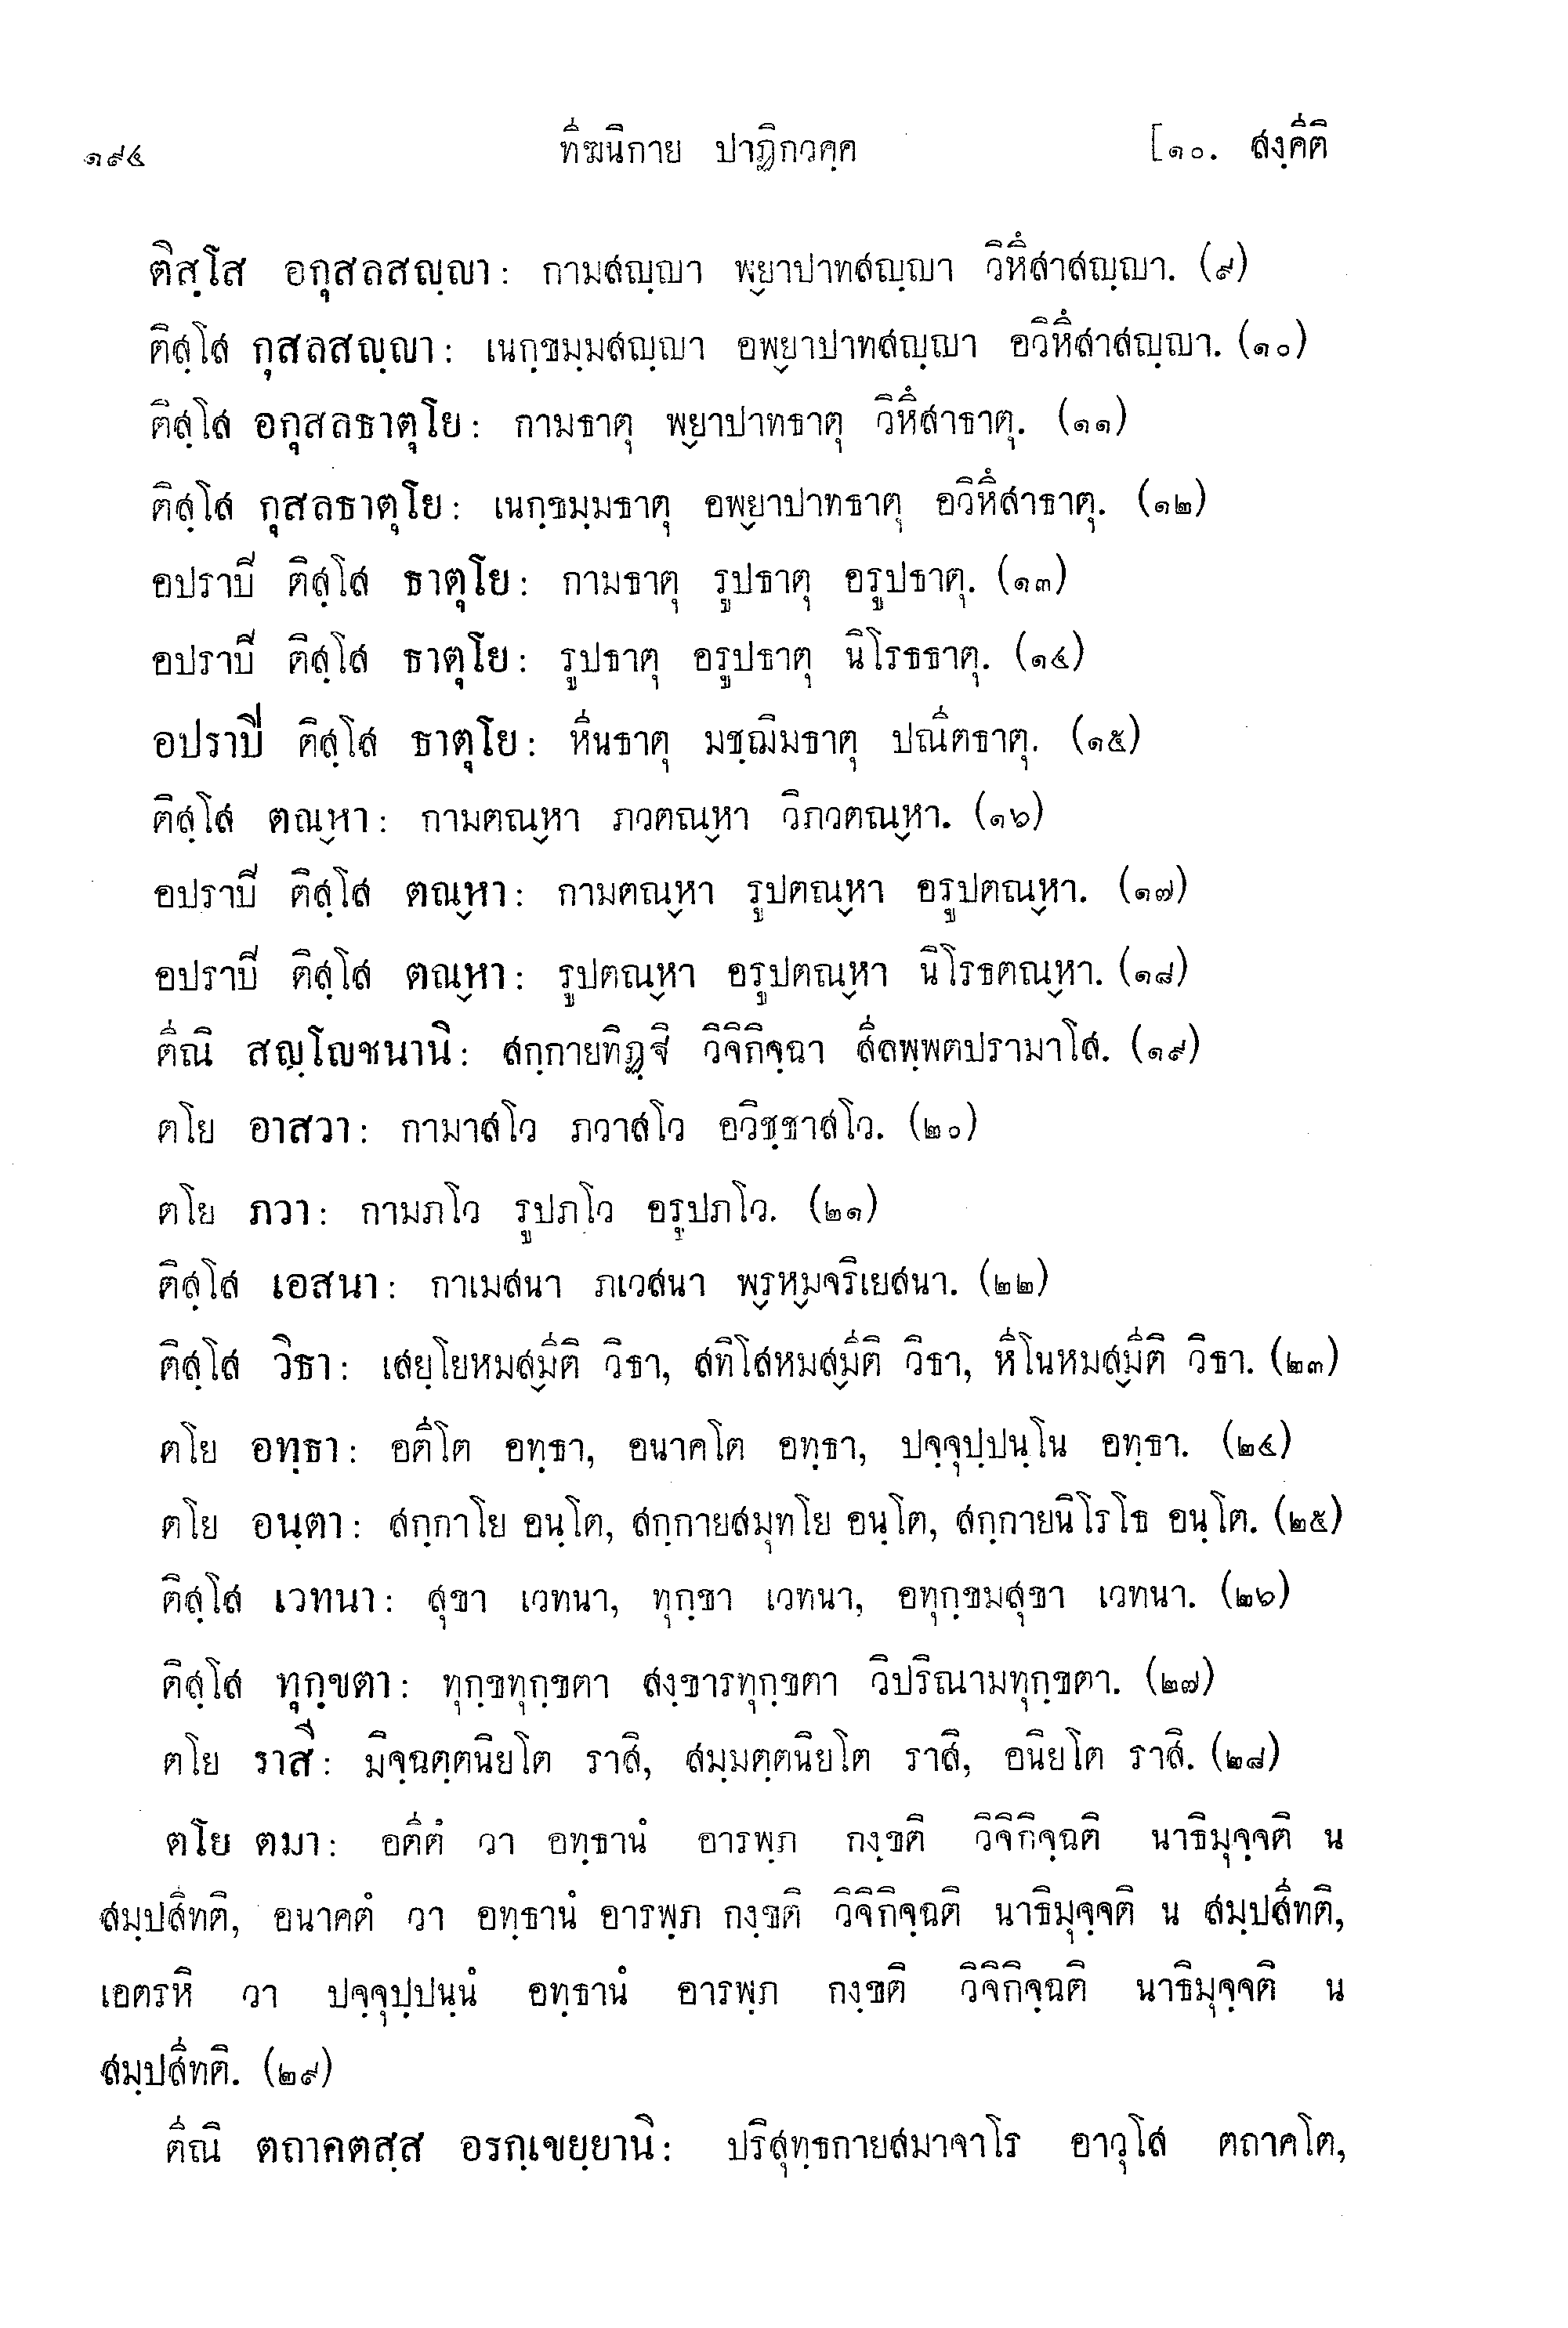 ๑๙๔ ทีฆนิกาย ปาฏิกวคฺค [๑๐. สงฺคีติ
ติสฺโส อกุสลสญฺญา: กามสญฺญา พ๎ยาปาทสญฺญา วิหึสาสญฺญา. (๙)
ติสฺโส กุสลสญฺญา: เนกฺขมฺมสญฺญา อพ๎ยาปาทสญฺญา อวิหึสาสญฺญา. (๑๐)
ติสฺโส อกุสลธาตุโย: กามธาตุ พ๎ยาปาทธาตุ วิหึสาธาตุ. (๑๑)
ติสฺโส กุสลธาตุโย: เนกฺขมฺมธาตุ อพ๎ยาปาทธาตุ อวิหึสาธาตุ. (๑๒)
อปราปี ติสฺโส ธาตุโย: กามธาตุ รูปธาตุ อรูปธาตุ. (๑๓)
อปราปี ติสฺโส ธาตุโย: รูปธาตุ อรูปธาตุ นิโรธธาตุ. (๑๔)
อปราปี ติสฺโส ธาตุโย: หีนธาตุ มชฺฌิมธาตุ ปณีตธาตุ. (๑๕)
ติสฺโส ตณ๎หา: กามตณ๎หา ภวตณ๎หา วิภวตณ๎หา. (๑๖)
อปราปี ติสฺโส ตณ๎หา: กามตณ๎หา รูปตณ๎หา อรูปตณ๎หา. (๑๗)
อปราปี ติสฺโส ตณ๎หา: รูปตณ๎หา อรูปตณ๎หา นิโรธตณ๎หา. (๑๘)
ตีณิ สญฺโญชนานิ: สกฺกายทิฏฺฐิ วิจิกิจฺฉา สีลพฺพตปรามาโส. (๑๙)
ตโย อาสวา: กามาสโว ภวาสโว อวิชฺชาสโว. (๒๐)
ตโย ภวา: กามภโว รูปภโว อรูปภโว. (๒๑)
ติสฺโส เอสนา: กาเมสนา ภเวสนา พ๎รห๎มจริเยสนา. (๒๒)
ติสฺโส วิธา: เสยฺโยหมส๎มีติ วิธา, สทิโสหมส๎มีติ วิธา, หีโนหมส๎มีติ วิธา. (๒๓)
ตโย อทฺธา: อตีโต อทฺธา, อนาคโต อทฺธา, ปจฺจุปฺปนฺโน อทฺธา. (๒๔)
ตโย อนฺตา: สกฺกาโย อนฺโต, สกฺกายสมุทโย อนฺโต, สกฺกายนิโรโธ อนฺโต. (๒๕)
ติสฺโส เวทนา: สุขา เวทนา, ทุกฺขา เวทนา, อทุกฺขมสุขา เวทนา. (๒๖)
ติสฺโส ทุกฺขตา: ทุกฺขทุกฺขตา สงฺขารทุกฺขตา วิปริณามทุกฺขตา. (๒๗)
ตโย ราสี: มิจฺฉตฺตนิยโต ราสิ, สมฺมตฺตนิยโต ราสิ, อนิยโต ราสิ. (๒๘)
ตโย ตมา: อตีตํ วา อทฺธานํ อารพฺภ กงฺขติ วิจิกิจฺฉติ นาธิมุจฺจติ น
สมฺปสีทติ, อนาคตํ วา อทฺธานํ อารพฺภ กงฺขติ วิจิกิจฺฉติ นาธิมุจฺจติ น สมฺปสีทติ,
เอตรหิ วา ปจฺจุปฺปนฺนํ อทฺธานํ อารพฺภ กงฺขติ วิจิกิจฺฉติ นาธิมุจฺจติ น
สมฺปสีทติ. (๒๙)
ตีณิ ตถาคตสฺส อรกฺเขยฺยานิ: ปริสุทฺธกายสมาจาโร อาวุโส ตถาคโต,